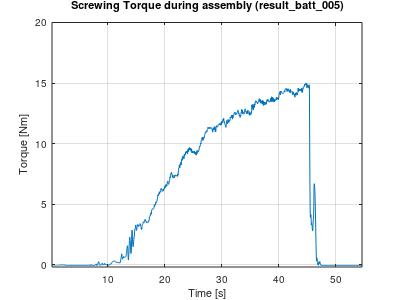 Screwing Torque during assembly (result_batt_005)
20
15
10
5
0
Torque [Nm]
10 20 30 40 50
Time [s]